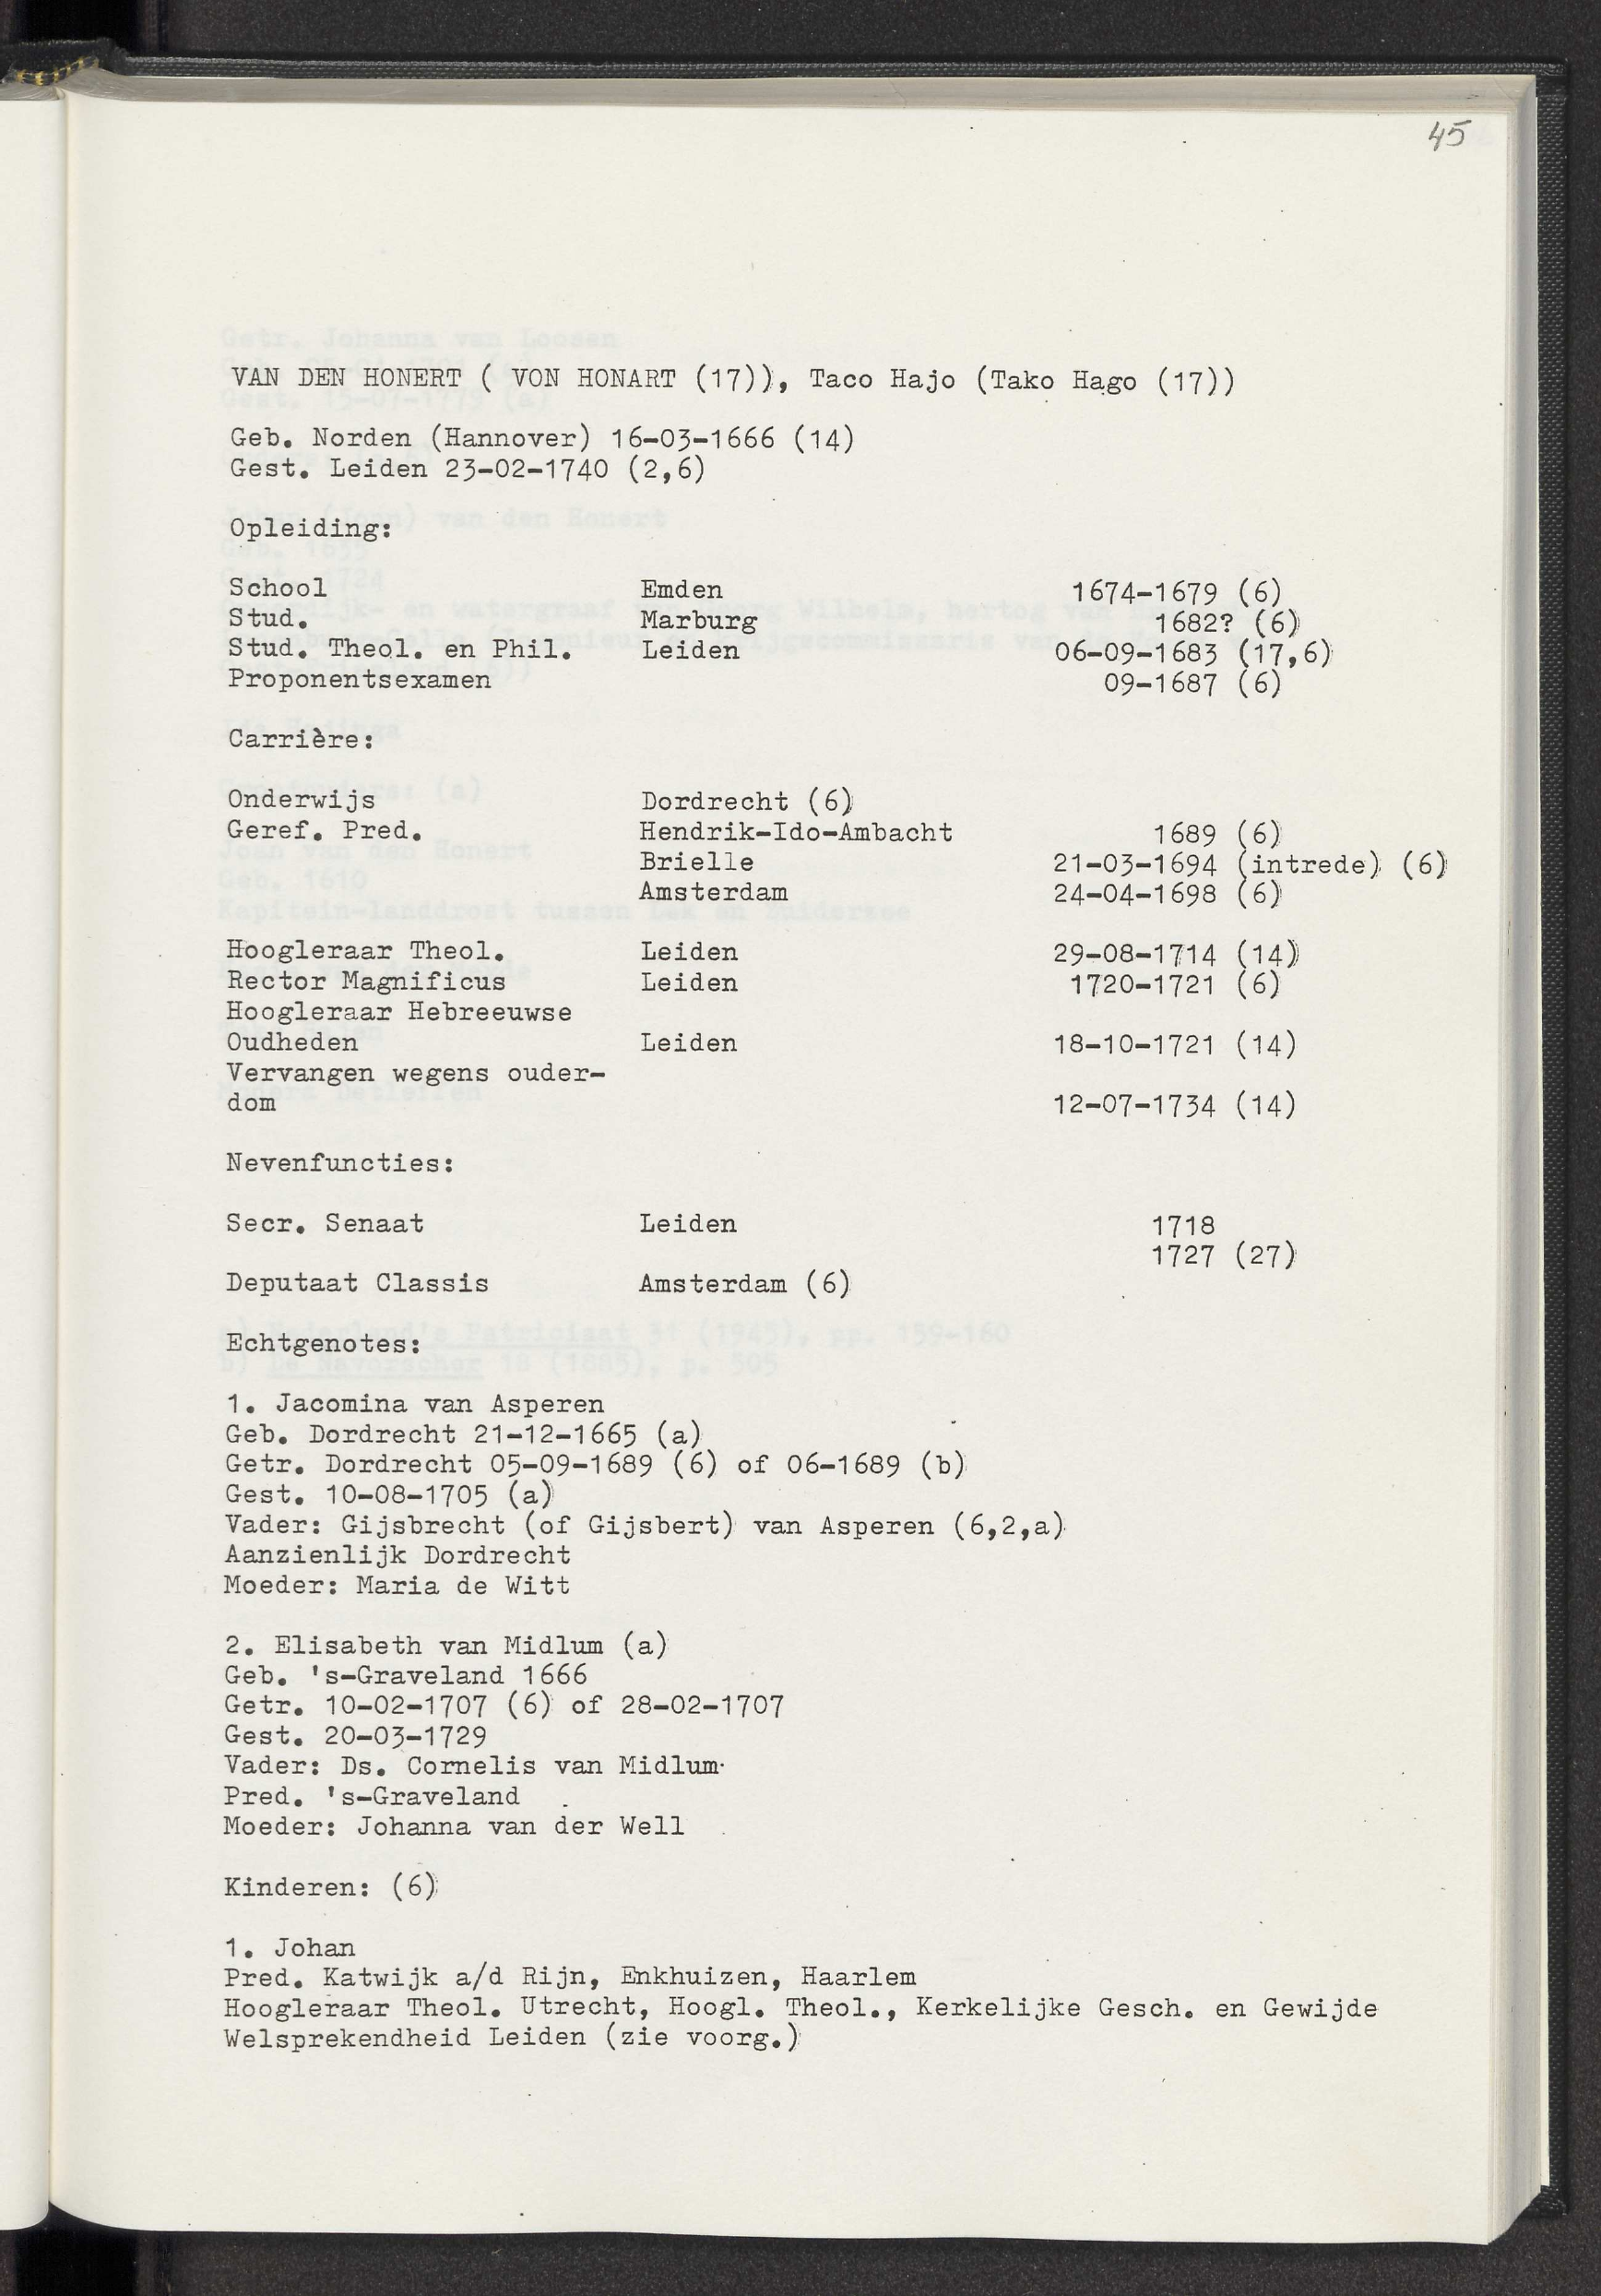 45
VAN DEN HONERT ( VON HONART (17)), Taco Hajo (Tako Hago (17))
Geb. Norden (Hannover) 16-03-1666 (14)
Gest. Leiden 23-02-1740 (2,6)
Opleiding:
School Emden 1674-1679 (6)
Stud. Marburg 1682? (6)
Stud. Theol. en Phil. Leiden 06-09-1683 (17,6)
Proponentsexamen 09-1687 (6)
Carrière:
Onderwijs Dordrecht (6)
Geref. Pred. Hendrik-Ido-Ambacht 1689 (6)
Brielle 21-03-1694 (intrede) (6)
Amsterdam 24-04-1698 (6)
Hoogleraar Theol. Leiden 29-08-1714 (14)
Rector Magnificus Leiden 1720-1721 (6)
Hoogleraar Hebreeuwse
Oudheden Leiden 18-10-1721 (14)
Vervangen wegens ouder-
dom 12-07-1734 (14)
Nevenfuncties:
Secr. Senaat Leiden 1718
1727 (27)
Deputaat Classis Amsterdam (6)
Echtgenotes:
1. Jacomina van Asperen
Geb. Dordrecht 21-12-1665 (a)
Getr. Dordrecht 05-09-1689 (6) of 06-1689 (b)
Gest. 10-08-1705 (a)
Vader: Gijsbrecht (of Gijsbert) van Asperen (6,2,a)
Aanzienlijk Dordrecht
Moeder: Maria de Witt
2. Elisabeth van Midlum (a)
Geb. 's-Graveland 1666
Getr. 10-02-1707 (6) of 28-02-1707
Gest. 20-03-1729
Vader: Ds. Cornelis van Midlum
Pred. 's-Graveland
Moeder: Johanna van der Well
Kinderen: (6)
1. Johan
Pred. Katwijk a/d Rijn, Enkhuizen, Haarlem
Hoogleraar Theol. Utrecht, Hoogl. Theol., Kerkelijke Gesch. en Gewijde
Welsprekendheid Leiden (zie voorg.)